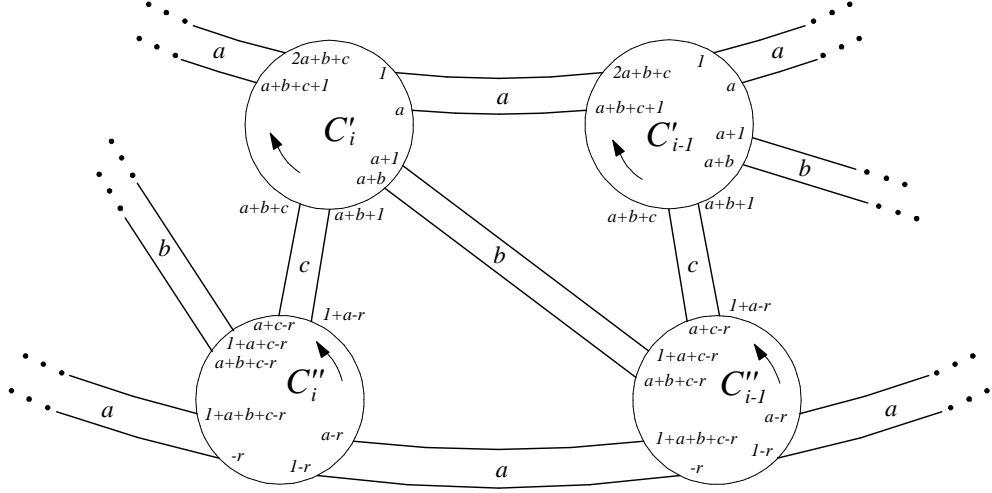 a
2a+b+c
a+b+c+1
1
a
C'i
a+1
a+b
a+b+c
a+b+1
a
2a+b+c
a+b+c+1
1
a
C'i-1
a+1
a+b
a+b+c
a+b+1
a
b
b
c
b
c
a+c-r
1+a-r
1+a+c-r
a+b+c-r
C''i
1+a+b+c-r
a-r
-r
1-r
a
a
a+c-r
1+a-r
1+a+c-r
a+b+c-r
C''i-1
a-r
1+a+b+c-r
1-r
-r
a